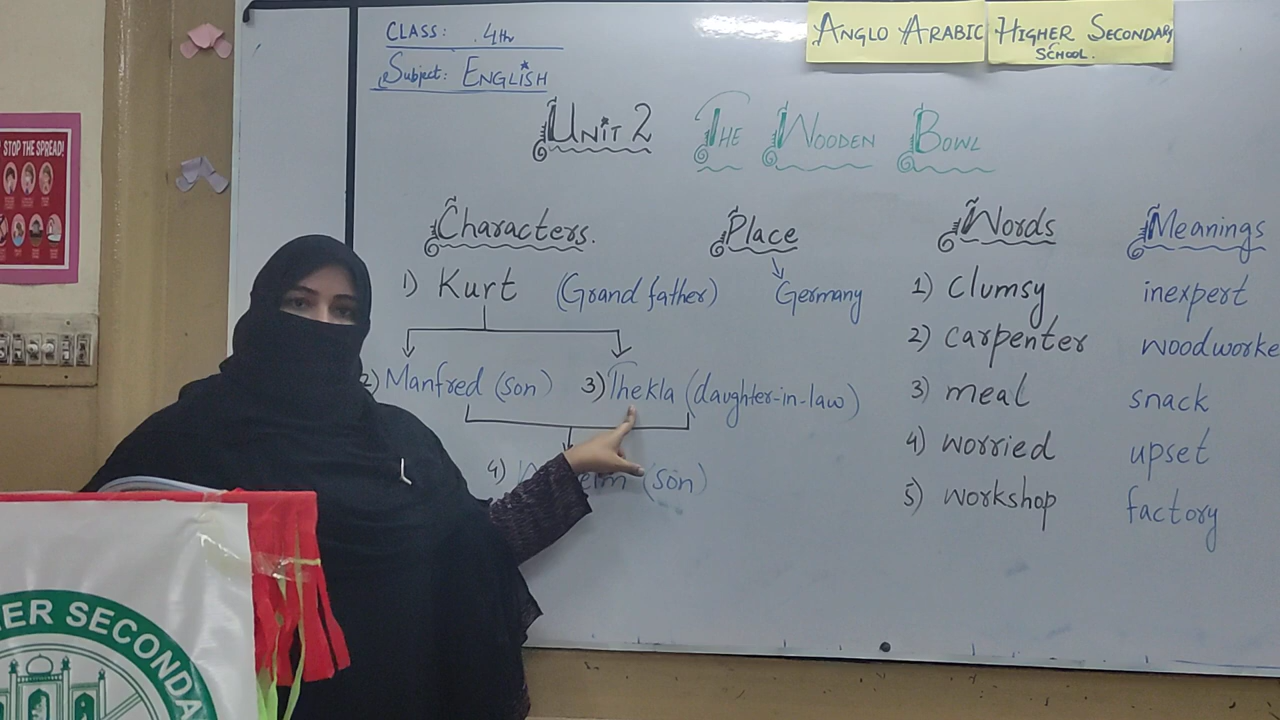 CLASS: 4th
Subject: ENGLISH
ANGLO ARABIC HIGHER SECONDARY
SCHOOL.
UNIT 2 THE WOODEN BOWL
STOP THE SPREAD!
Characters. Place Words Meanings
1) Kurt (Grand father) Germany 1) Clumsy inexpert
2) carpenter woodworke
2) Manfred (son) 3) Thekla (daughter-in-law) 3) meal snack
4) worried upset
4) (son) 5) workshop factory
ER SECONDA